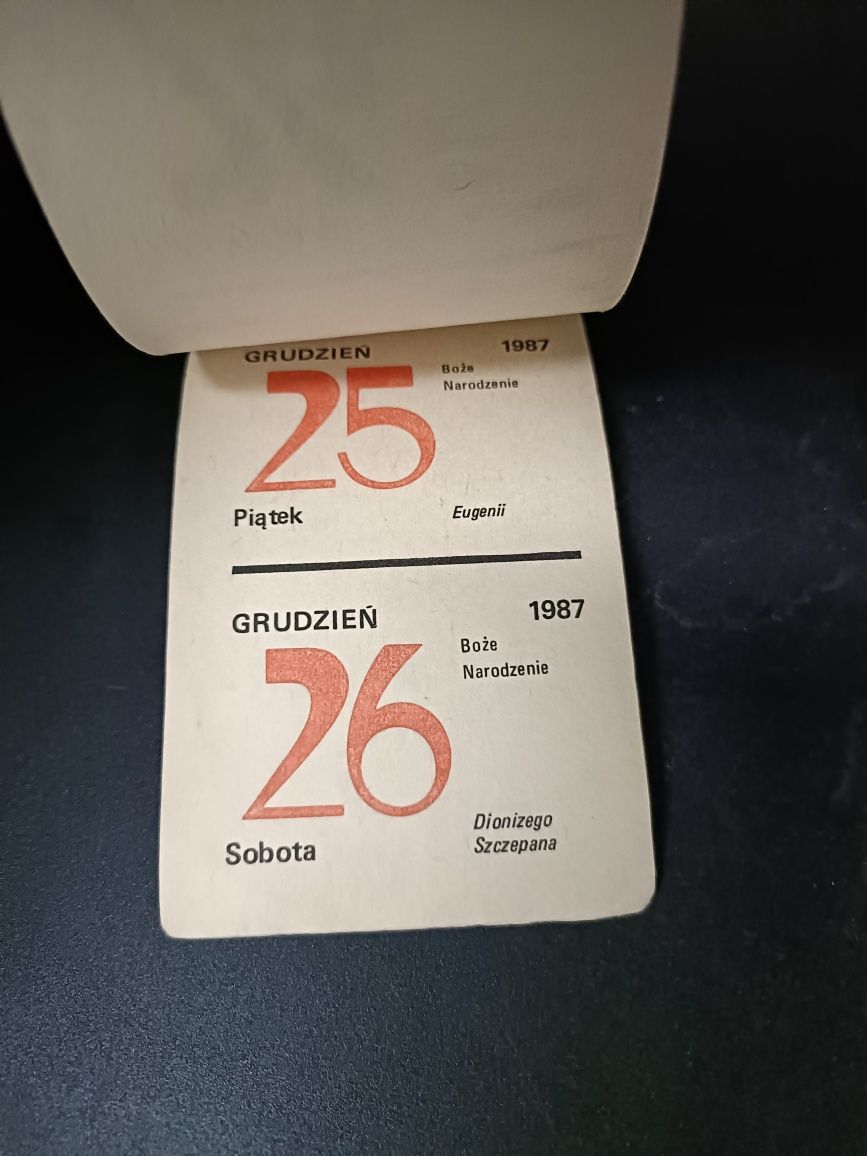 GRUDZIEŃ 1987
25
Boże
Narodzenie
Piątek Eugenii
GRUDZIEŃ 1987
26
Boże
Narodzenie
Dionizego
Sobota Szczepana